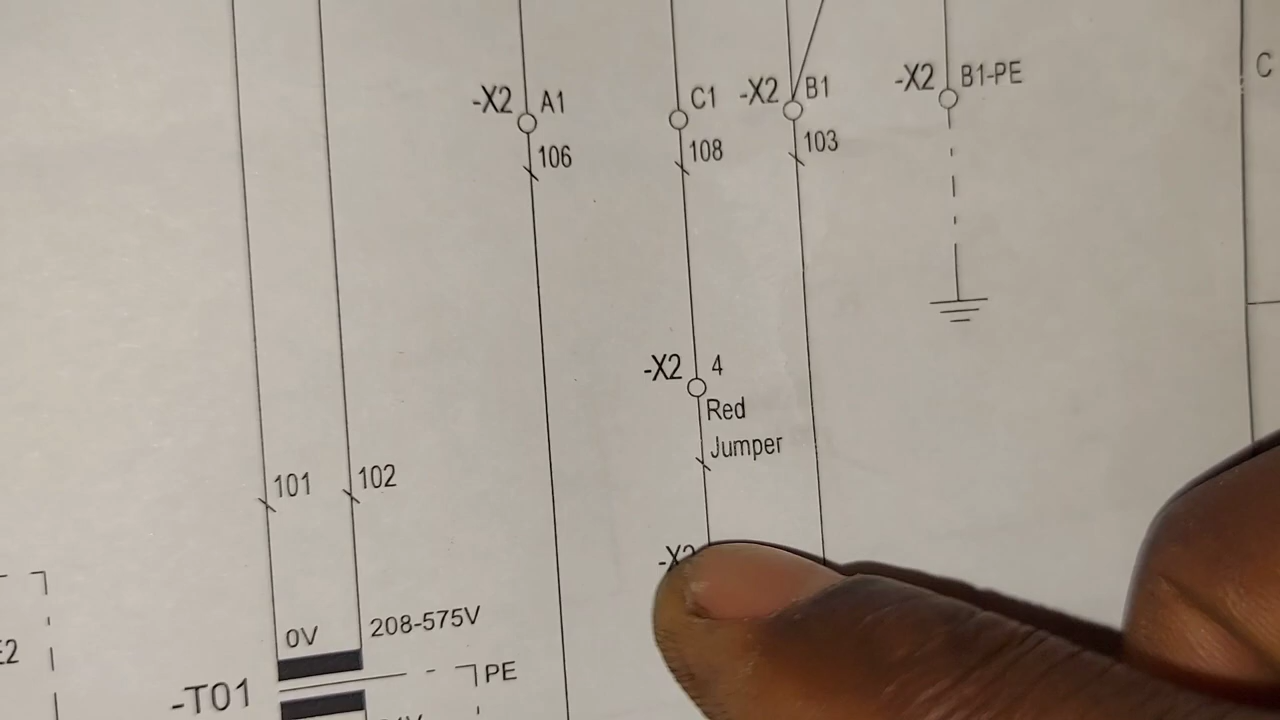 C
-X2 A1
C1
-X2 B1
-X2 B1-PE
106
108
103
-X2 4
Red
Jumper
101
102
0V
208-575V
PE
-T01